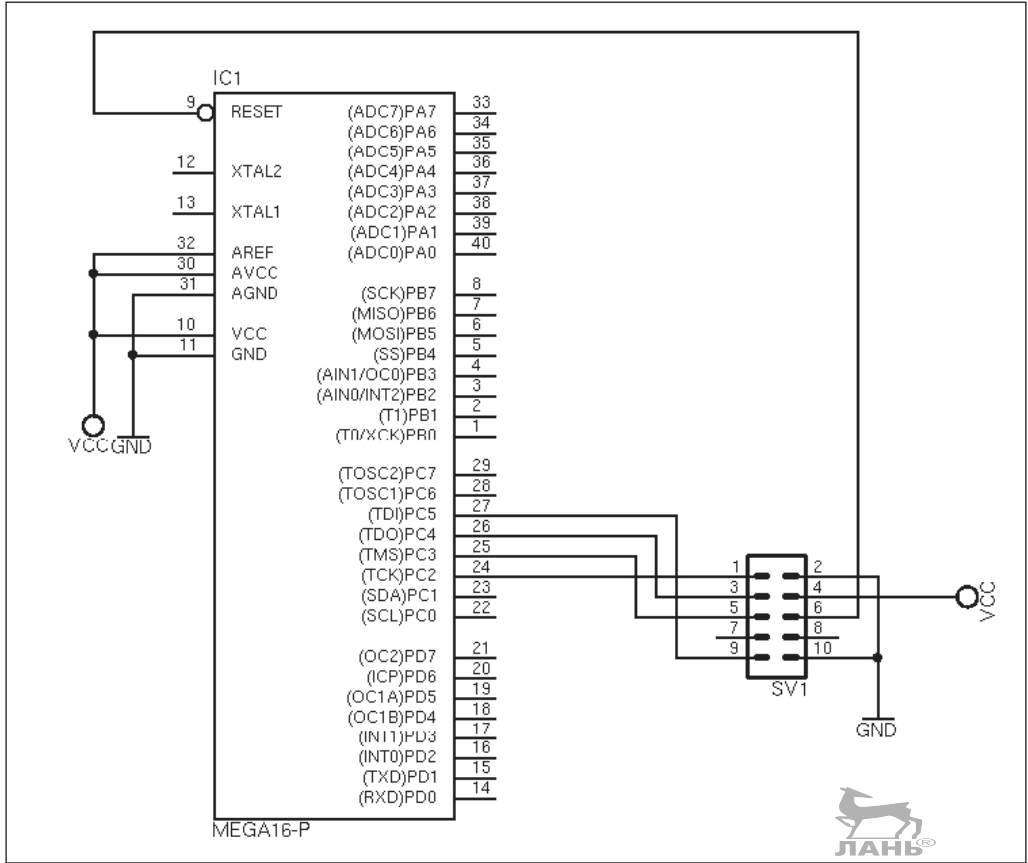 IC1
9 RESET (ADC7)PA7 33
(ADC6)PA6 34
(ADC5)PA5 35
12 XTAL2 (ADC4)PA4 36
(ADC3)PA3 37
13 XTAL1 (ADC2)PA2 38
(ADC1)PA1 39
32 AREF (ADC0)PA0 40
30 AVCC
31 AGND (SCK)PB7 8
(MISO)PB6 7
10 VCC (MOSI)PB5 6
11 GND (SS)PB4 5
(AIN1/OC0)PB3 4
(AIN0/INT2)PB2 3
(T1)PB1 2
(T0/XCK)PB0 1
VCC GND
(TOSC2)PC7 29
(TOSC1)PC6 28
(TDI)PC5 27
(TDO)PC4 26
(TMS)PC3 25
(TCK)PC2 24
(SDA)PC1 23
(SCL)PC0 22
1 2
3 4 VCC
5 6
7 8
9 10
SV1
GND
(OC2)PD7 21
(ICP)PD6 20
(OC1A)PD5 19
(OC1B)PD4 18
(INT1)PD3 17
(INT0)PD2 16
(TXD)PD1 15
(RXD)PD0 14
MEGA16-P
ЛАНЬ®